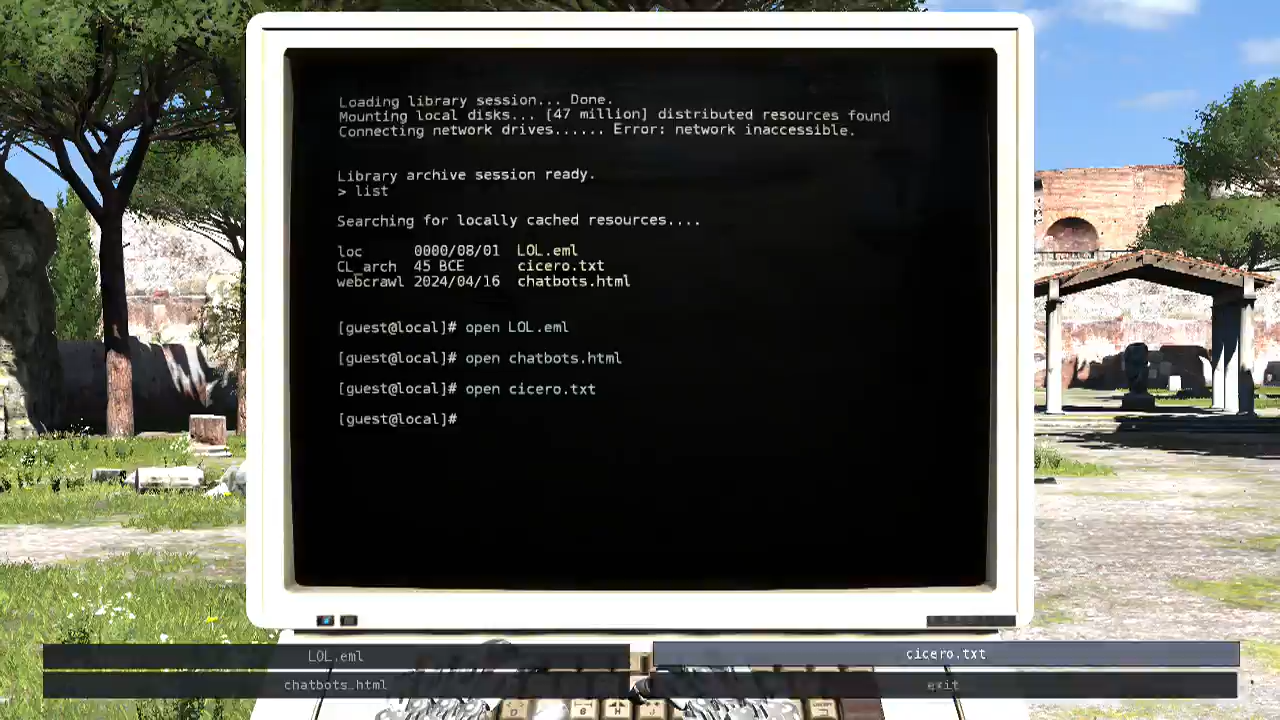 Loading library session... Done.
Mounting local disks... [47 million] distributed resources found
Connecting network drives...... Error: network inaccessible.
Library archive session ready.
> list
Searching for locally cached resources....
loc 0000/08/01 LOL.eml
CL_arch 45 BCE cicero.txt
webcrawl 2024/04/16 chatbots.html
[guest@local]# open LOL.eml
[guest@local]# open chatbots.html
[guest@local]# open cicero.txt
[guest@local]#
LOL.eml
cicero.txt
chatbots.html
exit